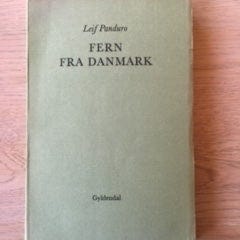 Leif Panduro
FERN
FRA DANMARK
Gyldendal